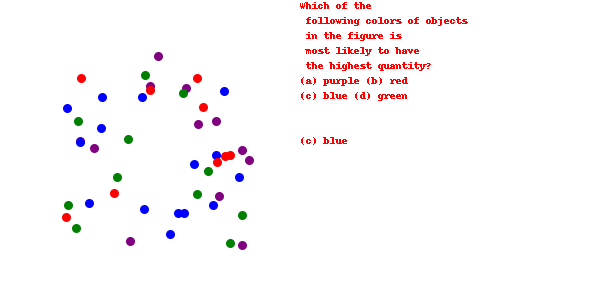 Which of the
following colors of objects
in the figure is
most likely to have
the highest quantity?
(a) purple (b) red
(c) blue (d) green
(c) blue